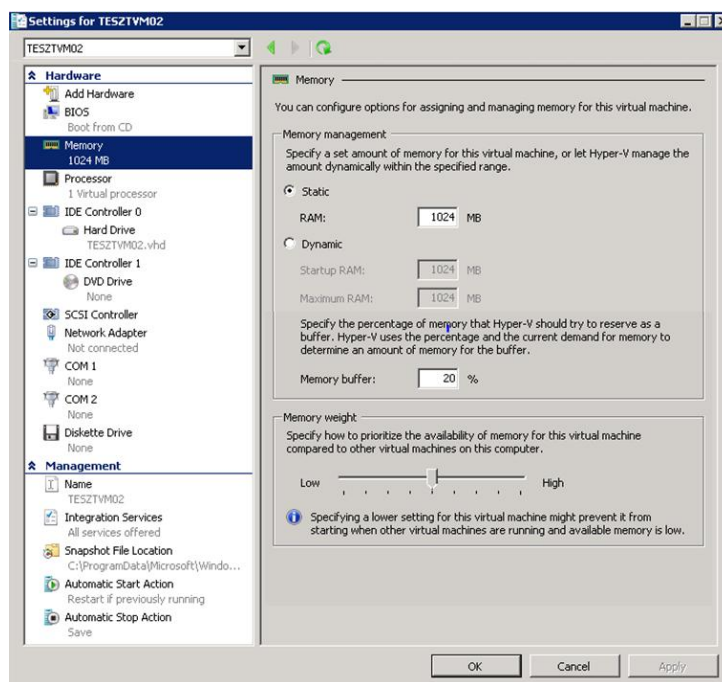 Settings for TESZTVM02
TESZTVM02
Hardware
Add Hardware
BIOS
Boot from CD
Memory
1024 MB
Processor
1 Virtual processor
IDE Controller 0
Hard Drive
TESZTVM02.vhd
IDE Controller 1
DVD Drive
None
SCSI Controller
Network Adapter
Not connected
COM 1
None
COM 2
None
Diskette Drive
None
Management
Name
TESZTVM02
Integration Services
All services offered
Snapshot File Location
C:\ProgramData\Microsoft\Windo...
Automatic Start Action
Restart if previously running
Automatic Stop Action
Save
Memory
You can configure options for assigning and managing memory for this virtual machine.
Memory management
Specify a set amount of memory for this virtual machine, or let Hyper-V manage the
amount dynamically within the specified range.
Static
RAM: 1024 MB
Dynamic
Startup RAM: 1024 MB
Maximum RAM: 1024 MB
Specify the percentage of memory that Hyper-V should try to reserve as a
buffer. Hyper-V uses the percentage and the current demand for memory to
determine an amount of memory for the buffer.
Memory buffer: 20 %
Memory weight
Specify how to prioritize the availability of memory for this virtual machine
compared to other virtual machines on this computer.
Low High
Specifying a lower setting for this virtual machine might prevent it from
starting when other virtual machines are running and available memory is low.
OK Cancel Apply